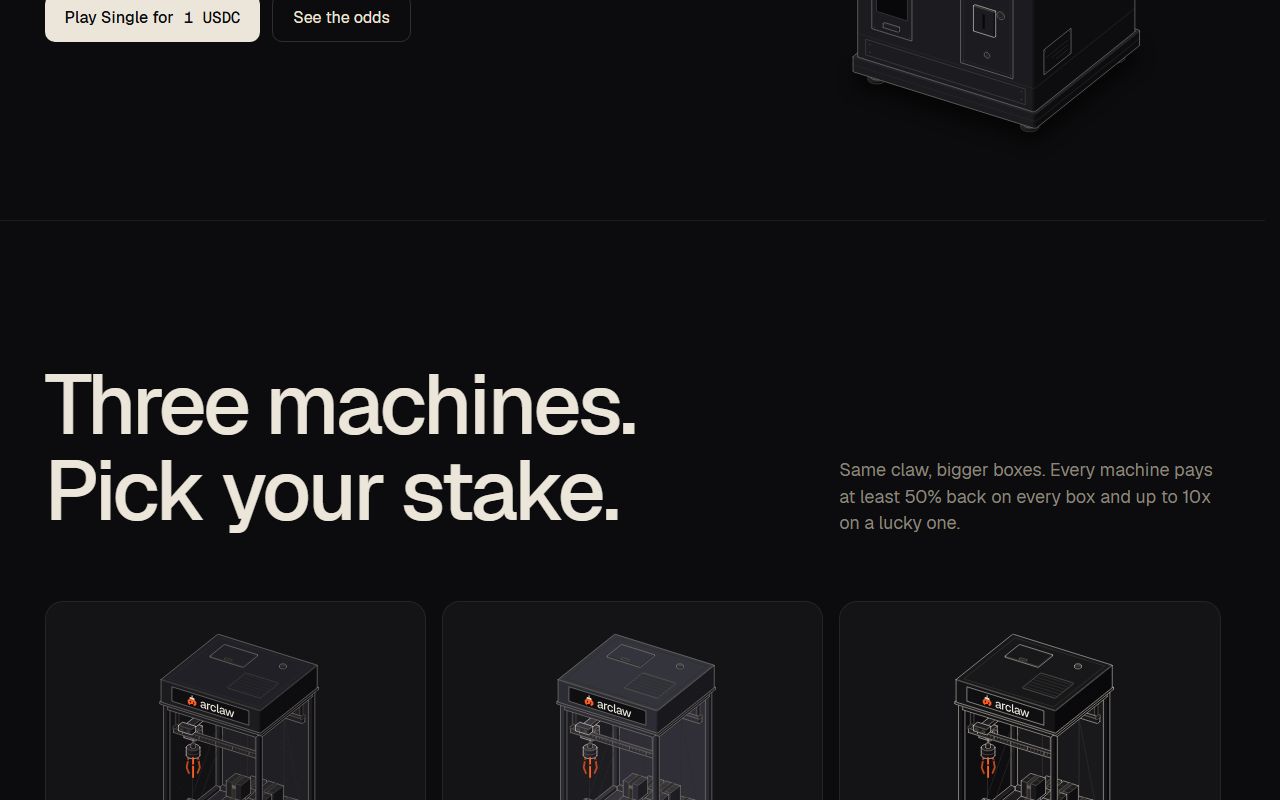 Play Single for 1 USDC
See the odds
Three machines.
Pick your stake.
Same claw, bigger boxes. Every machine pays
at least 50% back on every box and up to 10x
on a lucky one.
arclaw
arclaw
arclaw